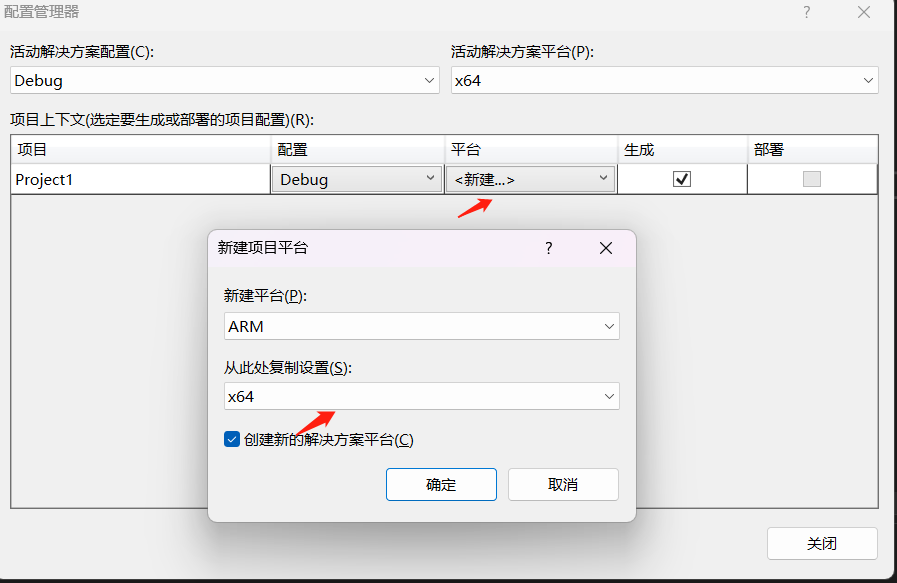 配置管理器
活动解决方案配置(C):
活动解决方案平台(P):
Debug
x64
项目上下文(选定要生成或部署的项目配置)(R):
项目 配置 平台 生成 部署
Project1 Debug <新建...>
新建项目平台
新建平台(P):
ARM
从此处复制设置(S):
x64
创建新的解决方案平台(C)
确定 取消
关闭